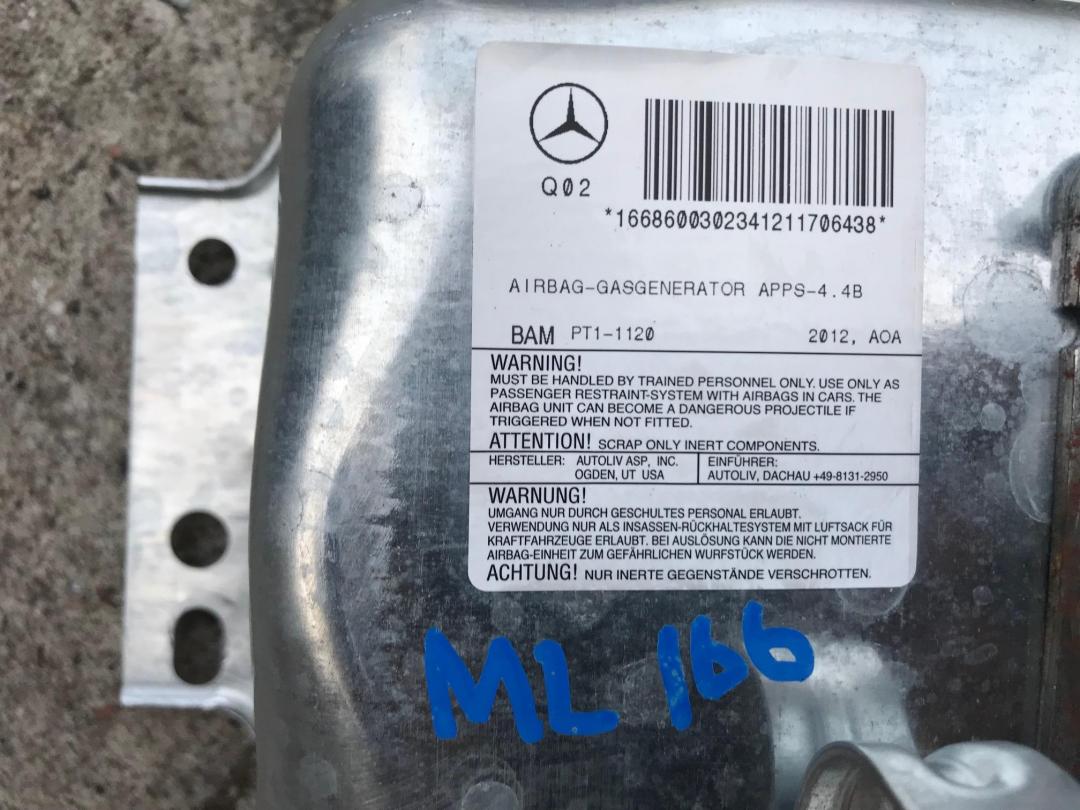 Q02
*1668600302341211706438*
AIRBAG-GASGENERATOR APPS-4.4B
BAM PT1-1120 2012, AOA
WARNING!
MUST BE HANDLED BY TRAINED PERSONNEL ONLY. USE ONLY AS
PASSENGER RESTRAINT-SYSTEM WITH AIRBAGS IN CARS. THE
AIRBAG UNIT CAN BECOME A DANGEROUS PROJECTILE IF
TRIGGERED WHEN NOT FITTED.
ATTENTION! SCRAP ONLY INERT COMPONENTS.
HERSTELLER: AUTOLIV ASP, INC.
OGDEN, UT USA
EINFÜHRER:
AUTOLIV, DACHAU +49-8131-2950
WARNUNG!
UMGANG NUR DURCH GESCHULTES PERSONAL ERLAUBT.
VERWENDUNG NUR ALS INSASSEN-RÜCKHALTESYSTEM MIT LUFTSACK FÜR
KRAFTFAHRZEUGE ERLAUBT. BEI AUSLÖSUNG KANN DIE NICHT MONTIERTE
AIRBAG-EINHEIT ZUM GEFÄHRLICHEN WURFSTÜCK WERDEN.
ACHTUNG! NUR INERTE GEGENSTÄNDE VERSCHROTTEN.
ML 166